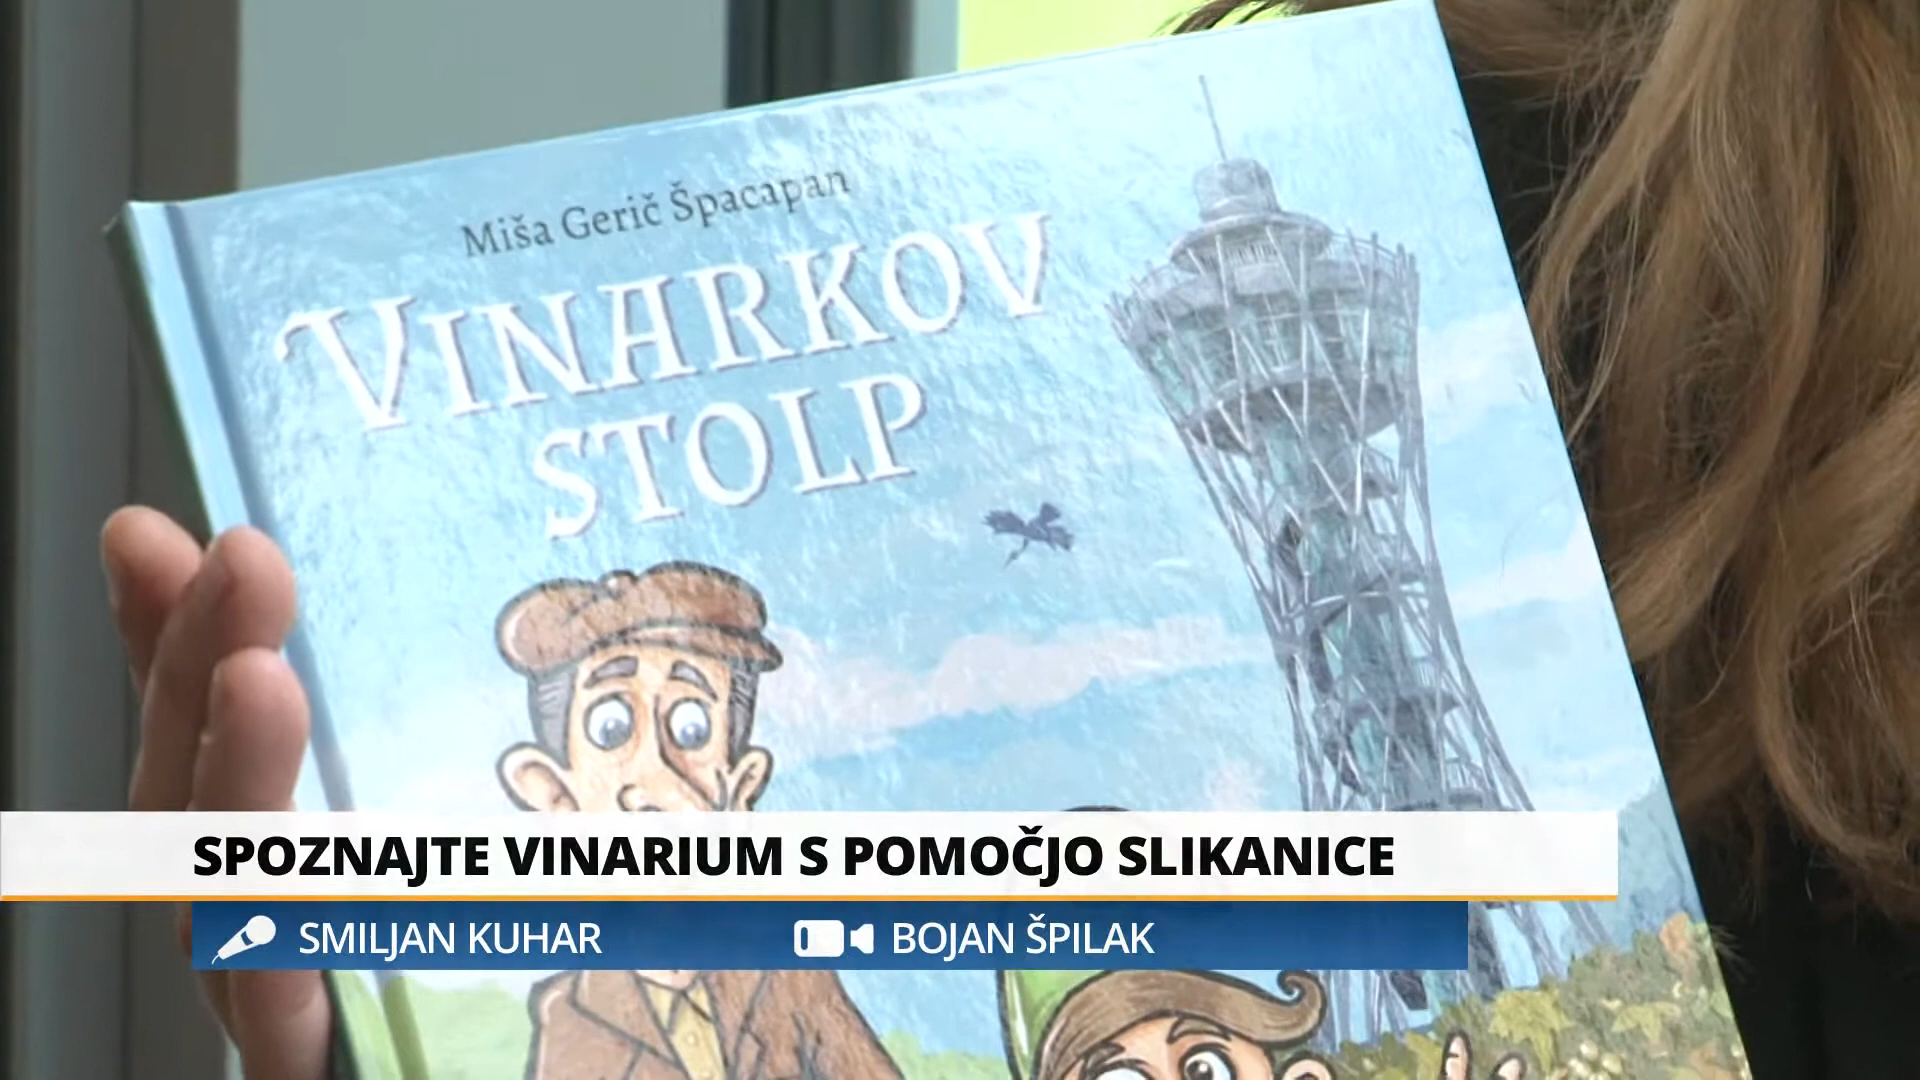 Miša Gerič Špacapan
VINARKOV
STOLP
SPOZNAJTE VINARIUM S POMOČJO SLIKANICE
SMILJAN KUHAR
BOJAN ŠPILAK